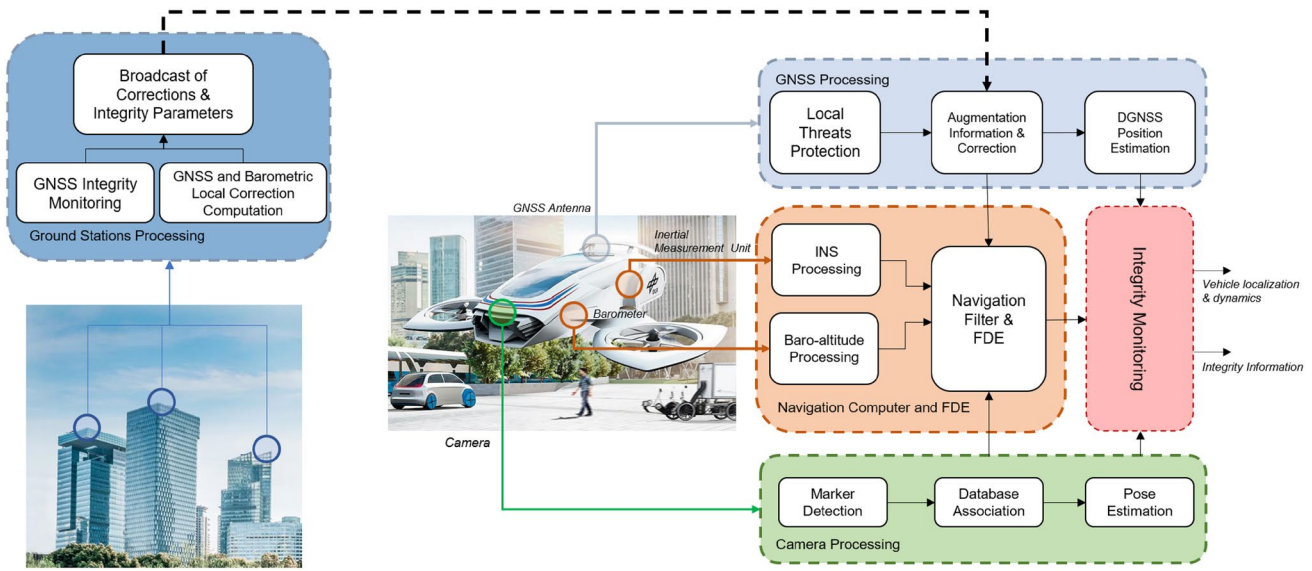 Broadcast of
Corrections &
Integrity Parameters
GNSS Integrity
Monitoring
GNSS and Barometric
Local Correction
Computation
Ground Stations Processing
GNSS Processing
Local
Threats
Protection
Augmentation
Information &
Correction
DGNSS
Position
Estimation
GNSS Antenna
Inertial
Measurement Unit
Barometer
Camera
DLR
INS
Processing
Baro-altitude
Processing
Navigation
Filter &
FDE
Navigation Computer and FDE
Integrity Monitoring
Vehicle localization
& dynamics
Integrity Information
Marker
Detection
Database
Association
Pose
Estimation
Camera Processing